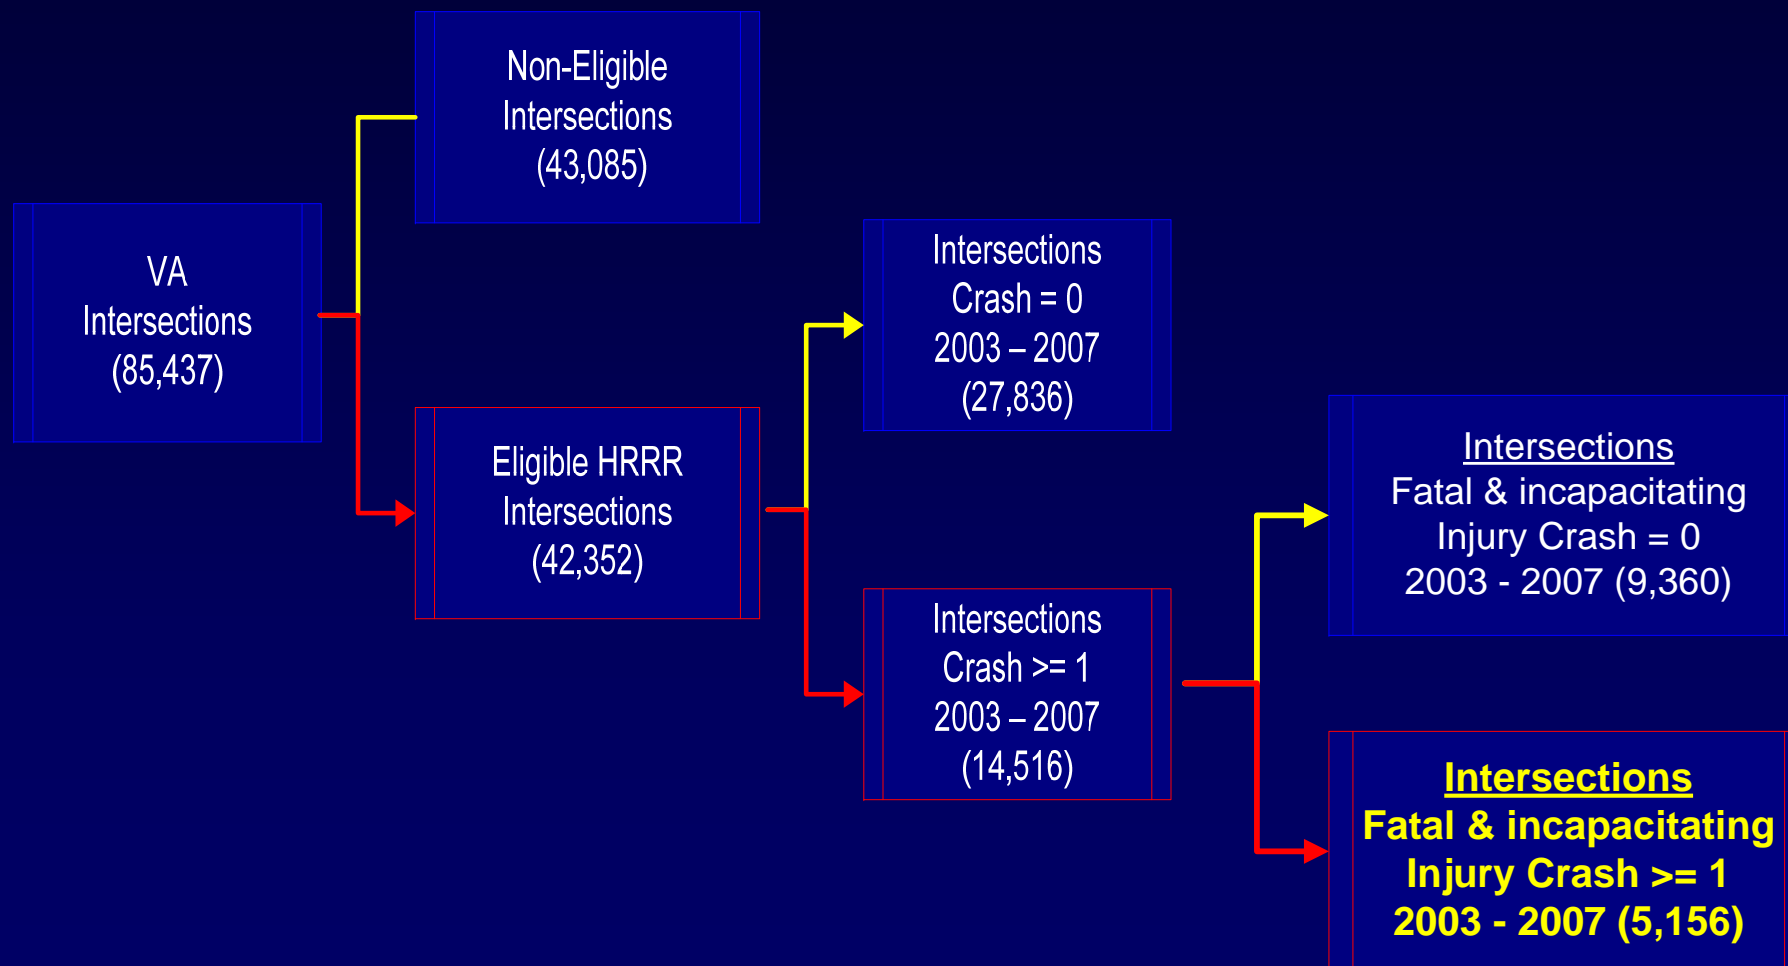 Non-Eligible
Intersections
(43,085)
VA
Intersections
(85,437)
Intersections
Crash = 0
2003 – 2007
(27,836)
Eligible HRRR
Intersections
(42,352)
Intersections
Fatal & incapacitating
Injury Crash = 0
2003 - 2007 (9,360)
Intersections
Crash >= 1
2003 – 2007
(14,516)
Intersections
Fatal & incapacitating
Injury Crash >= 1
2003 - 2007 (5,156)